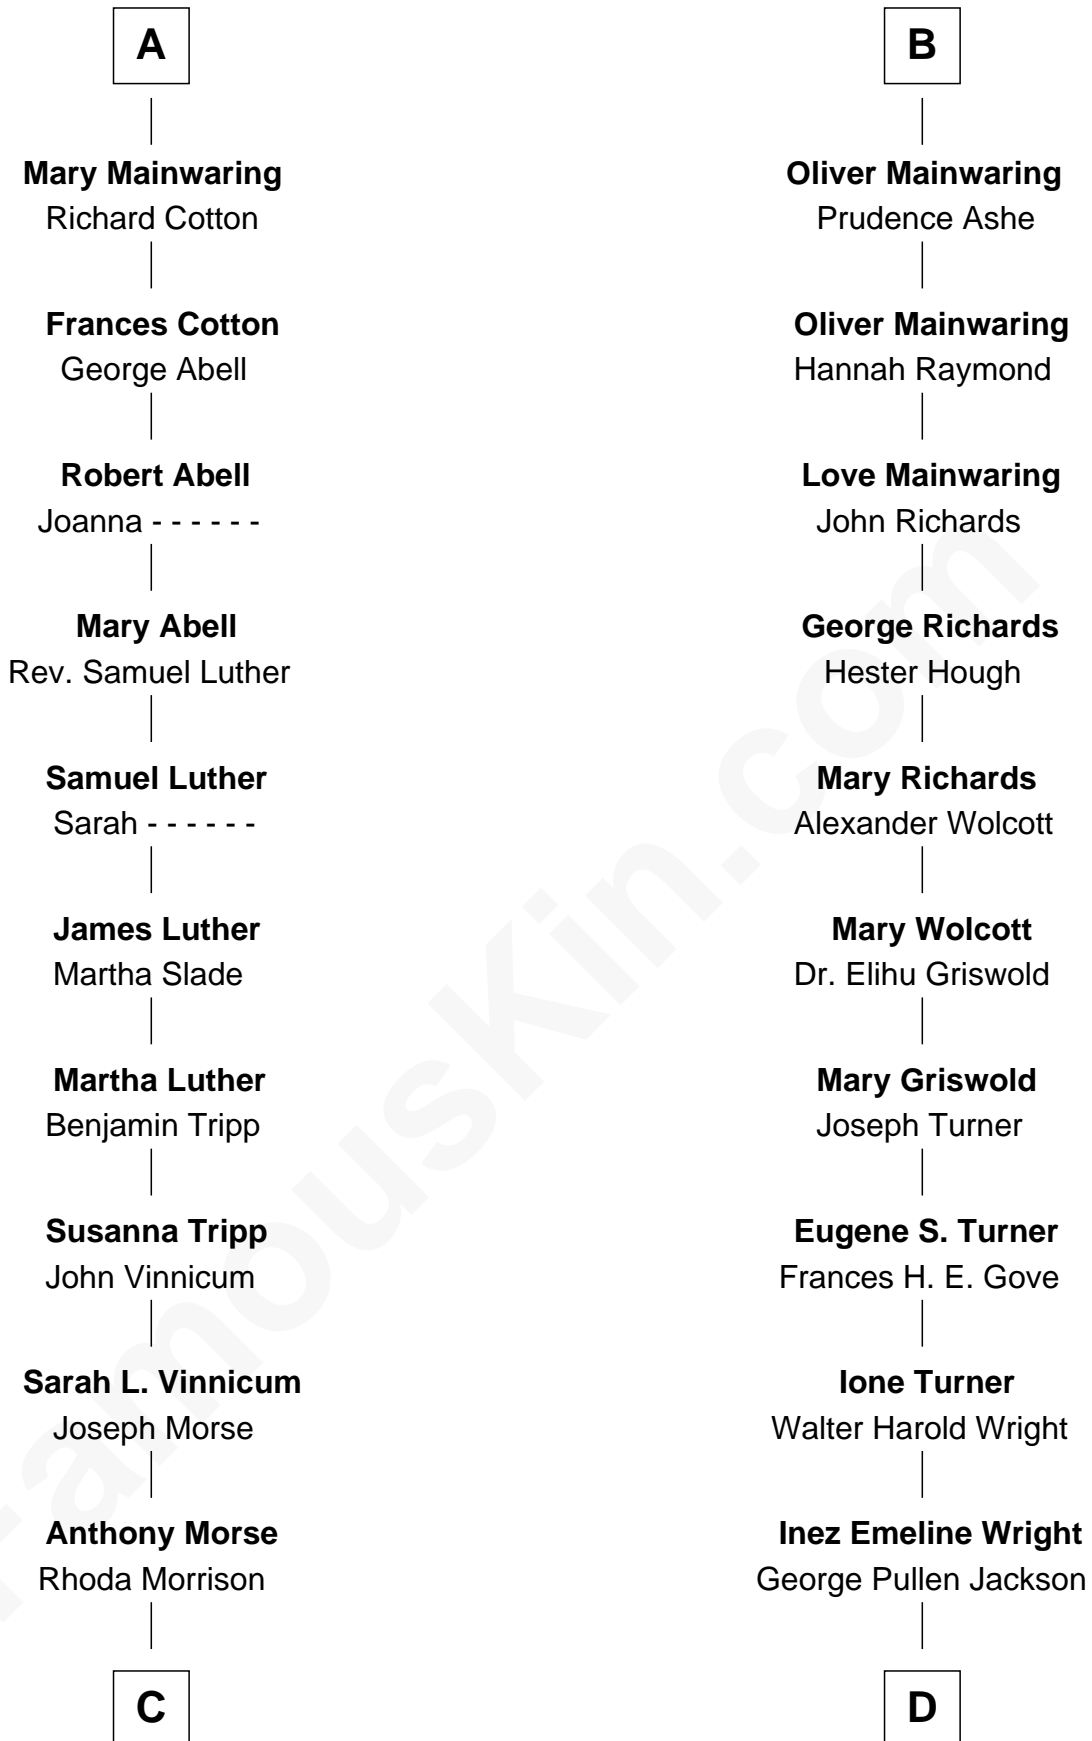 A
Mary Mainwaring
Richard Cotton
Frances Cotton
George Abell
Robert Abell
Joanna - - - - - -
Mary Abell
Rev. Samuel Luther
Samuel Luther
Sarah - - - - - -
James Luther
Martha Slade
Martha Luther
Benjamin Tripp
Susanna Tripp
John Vinnicum
Sarah L. Vinnicum
Joseph Morse
Anthony Morse
Rhoda Morrison
C
B
Oliver Mainwaring
Prudence Ashe
Oliver Mainwaring
Hannah Raymond
Love Mainwaring
John Richards
George Richards
Hester Hough
Mary Richards
Alexander Wolcott
Mary Wolcott
Dr. Elihu Griswold
Mary Griswold
Joseph Turner
Eugene S. Turner
Frances H. E. Gove
Ione Turner
Walter Harold Wright
Inez Emeline Wright
George Pullen Jackson
D
FamousKin.com